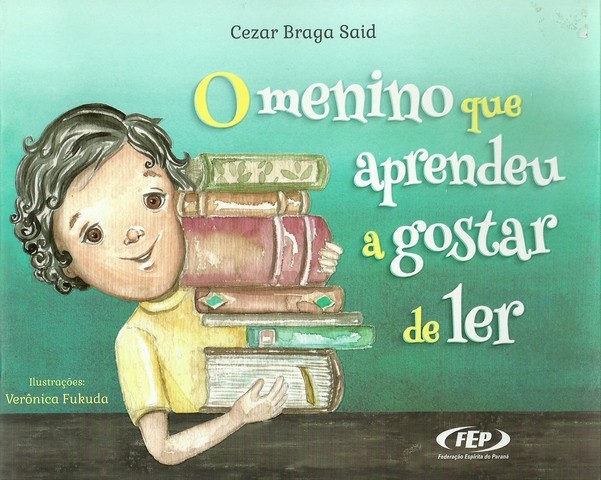 Cezar Braga Said
O menino que
aprendeu
a gostar
de ler
Ilustrações:
Verônica Fukuda
FEP
Federação Espírita do Paraná